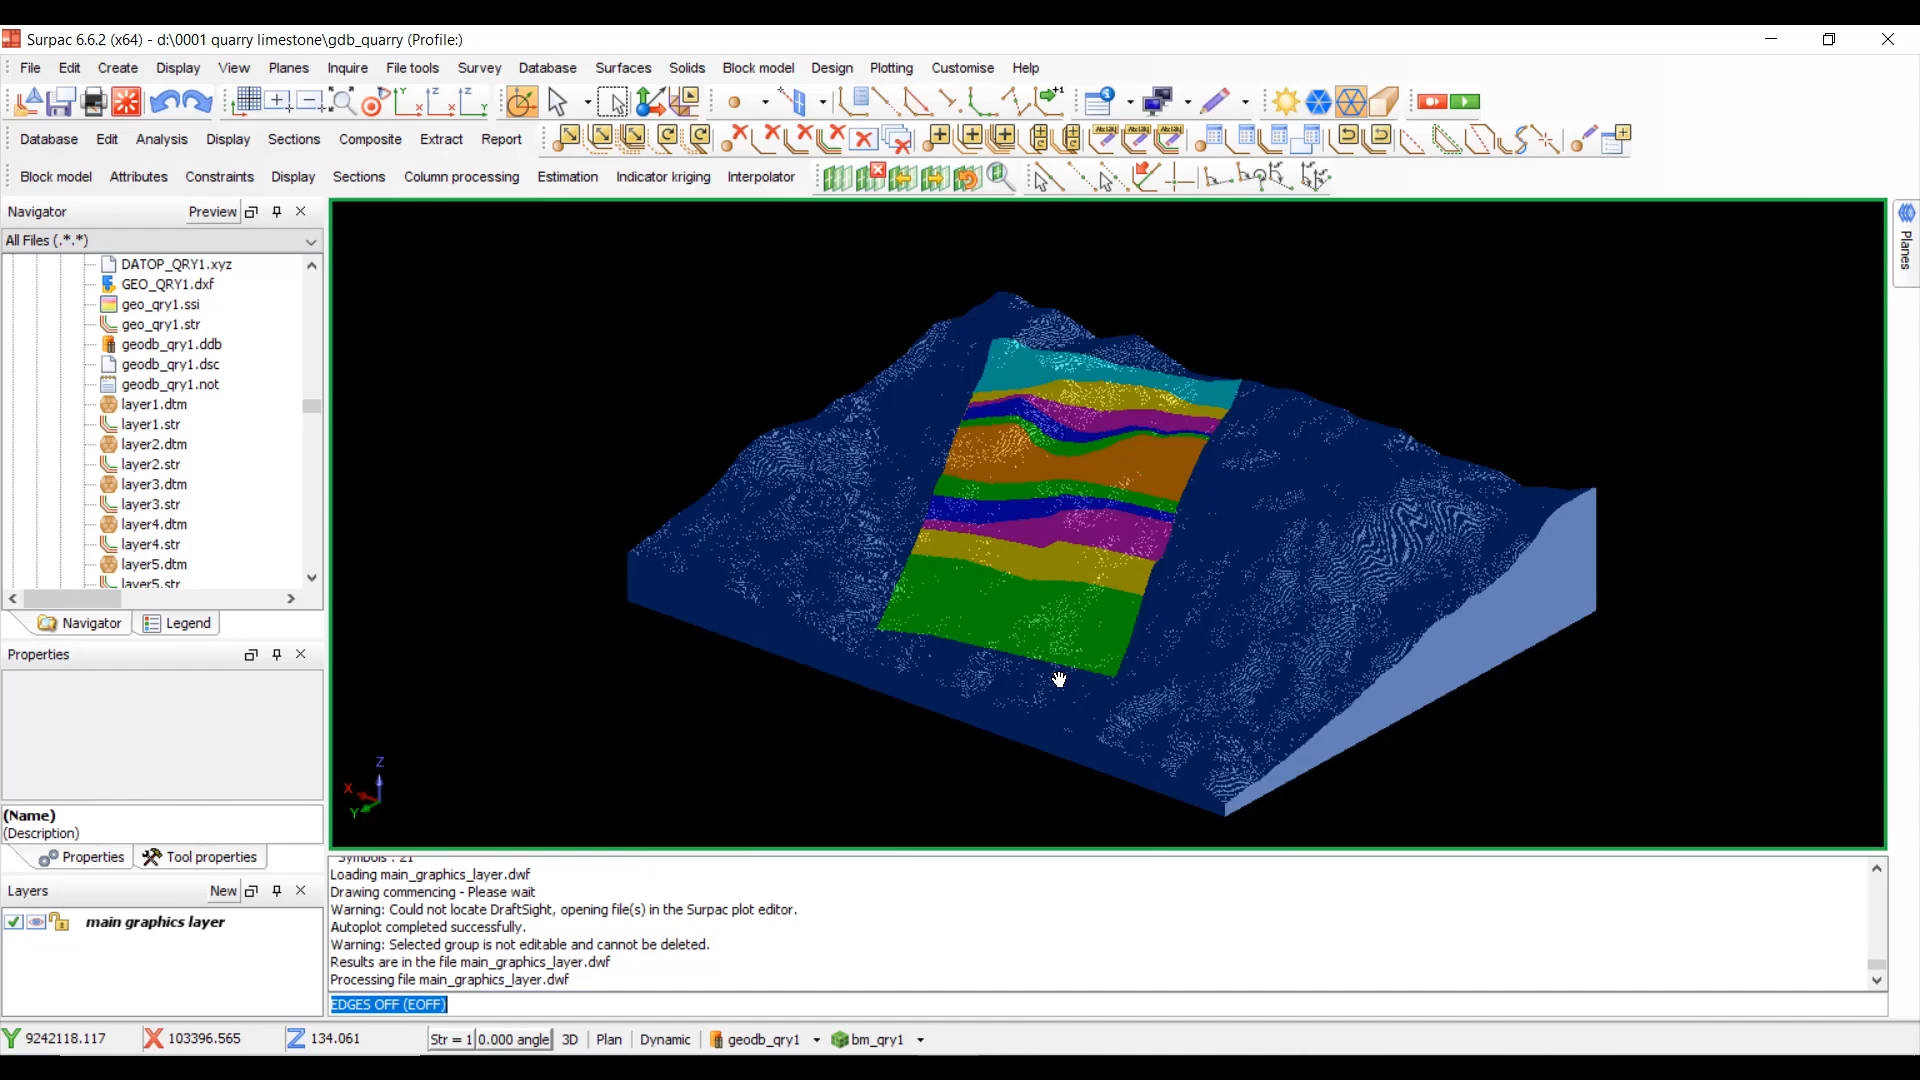 Surpac 6.6.2 (x64) - d:\0001 quarry limestone\gdb_quarry (Profile:)
File Edit Create Display View Planes Inquire File tools Survey Database Surfaces Solids Block model Design Plotting Customise Help
Database Edit Analysis Display Sections Composite Extract Report
Block model Attributes Constraints Display Sections Column processing Estimation Indicator kriging Interpolator
Navigator Preview
All Files (.*.*)
DATOP_QRY1.xyz
GEO_QRY1.dxf
geo_qry1.ssi
geo_qry1.str
geodb_qry1.ddb
geodb_qry1.dsc
geodb_qry1.not
layer1.dtm
layer1.str
layer2.dtm
layer2.str
layer3.dtm
layer3.str
layer4.dtm
layer4.str
layer5.dtm
layer5.str
Navigator Legend
Planes
Properties
(Name)
(Description)
Properties Tool properties
Layers New
main graphics layer
Z
X
Y
Symbols : 21
Loading main_graphics_layer.dwf
Drawing commencing - Please wait
Warning: Could not locate DraftSight, opening file(s) in the Surpac plot editor.
Autoplot completed successfully.
Warning: Selected group is not editable and cannot be deleted.
Results are in the file main_graphics_layer.dwf
Processing file main_graphics_layer.dwf
EDGES OFF (EOFF)
Y 9242118.117 X 103396.565 Z 134.061 Str = 1 0.000 angle 3D Plan Dynamic geodb_qry1 bm_qry1